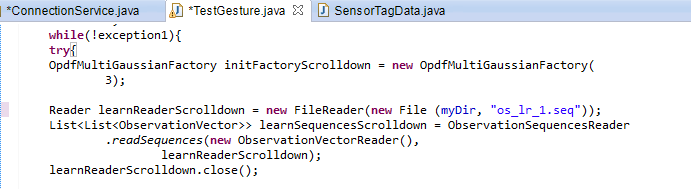 *ConnectionService.java *TestGesture.java SensorTagData.java
while(!exception1){
try{
OpdfMultiGaussianFactory initFactoryScrolldown = new OpdfMultiGaussianFactory(
3);
Reader learnReaderScrolldown = new FileReader(new File (myDir, "os_lr_1.seq"));
List<List<ObservationVector>> learnSequencesScrolldown = ObservationSequencesReader
.readSequences(new ObservationVectorReader(),
learnReaderScrolldown);
learnReaderScrolldown.close();